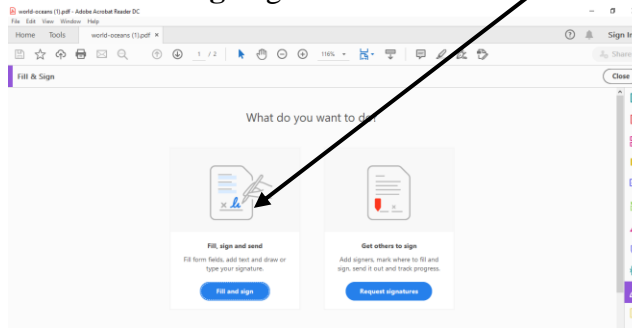 world-oceans (1).pdf - Adobe Acrobat Reader DC
File Edit View Window Help
Home Tools world-oceans (1).pdf × Sign In
1 / 2 116%
Share
Fill & Sign Close
What do you want to do?
Fill, sign and send
Fill form fields, add text and draw or
type your signature.
Fill and sign
Get others to sign
Add signers, mark where to fill and
sign, send it out and track progress.
Request signatures